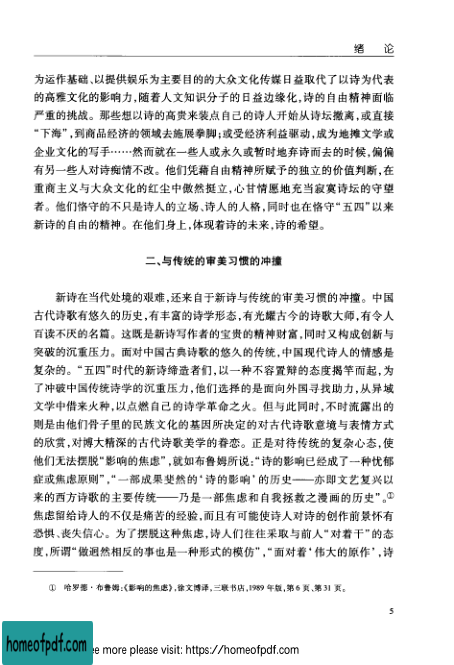 绪 论
为运作基础、以提供娱乐为主要目的的大众文化传媒日益取代了以诗为代表
的高雅文化的影响力,随着人文知识分子的日益边缘化,诗的自由精神面临
严重的挑战。那些想以诗的高贵来装点自己的诗人开始从诗坛撤离,或直接
“下海”,到商品经济的领域去施展拳脚;或受经济利益驱动,成为地摊文学或
企业文化的写手……然而就在一些人或永久或暂时地弃诗而去的时候,偏偏
有另一些人对诗痴情不改。他们凭藉自由精神所赋予的独立的价值判断,在
重商主义与大众文化的红尘中傲然挺立,心甘情愿地充当寂寞诗坛的守望
者。他们恪守的不只是诗人的立场、诗人的人格,同时也在恪守“五四”以来
新诗的自由的精神。在他们身上,体现着诗的未来,诗的希望。
二、与传统的审美习惯的冲撞
新诗在当代处境的艰难,还来自于新诗与传统的审美习惯的冲撞。中国
古代诗歌有悠久的历史,有丰富的诗学形态,有光耀古今的诗歌大师,有令人
百读不厌的名篇。这既是新诗写作者的宝贵的精神财富,同时又构成创新与
突破的沉重压力。面对中国古典诗歌的悠久的传统,中国现代诗人的情感是
复杂的。“五四”时代的新诗缔造者们,以一种不容置辩的态度揭竿而起,为
了冲破中国传统诗学的沉重压力,他们选择的是面向外国寻找助力,从异域
文学中借来火种,以点燃自己的诗学革命之火。但与此同时,不时流露出的
则是由他们骨子里的民族文化的基因所决定的对古代诗歌意境与表情方式
的欣赏,对博大精深的古代诗歌美学的眷恋。正是对待传统的复杂心态,使
他们无法摆脱“影响的焦虑”,就如布鲁姆所说:“诗的影响已经成了一种忧郁
症或焦虑原则”,“一部成果斐然的‘诗的影响’的历史——亦即文艺复兴以
来的西方诗歌的主要传统——乃是一部焦虑和自我拯救之漫画的历史”。①
焦虑留给诗人的不仅是痛苦的经验,而且有可能使诗人对诗的创作前景怀有
恐惧、丧失信心。为了摆脱这种焦虑,诗人们往往采取与前人“对着干”的态
度,所谓“做迥然相反的事也是一种形式的模仿”,“面对着‘伟大的原作’,诗
① 哈罗德·布鲁姆:《影响的焦虑》,徐文博译,三联书店,1989 年版,第 6 页、第 31 页。
5
homeofpdf.com
e more please visit: https://homeofpdf.com